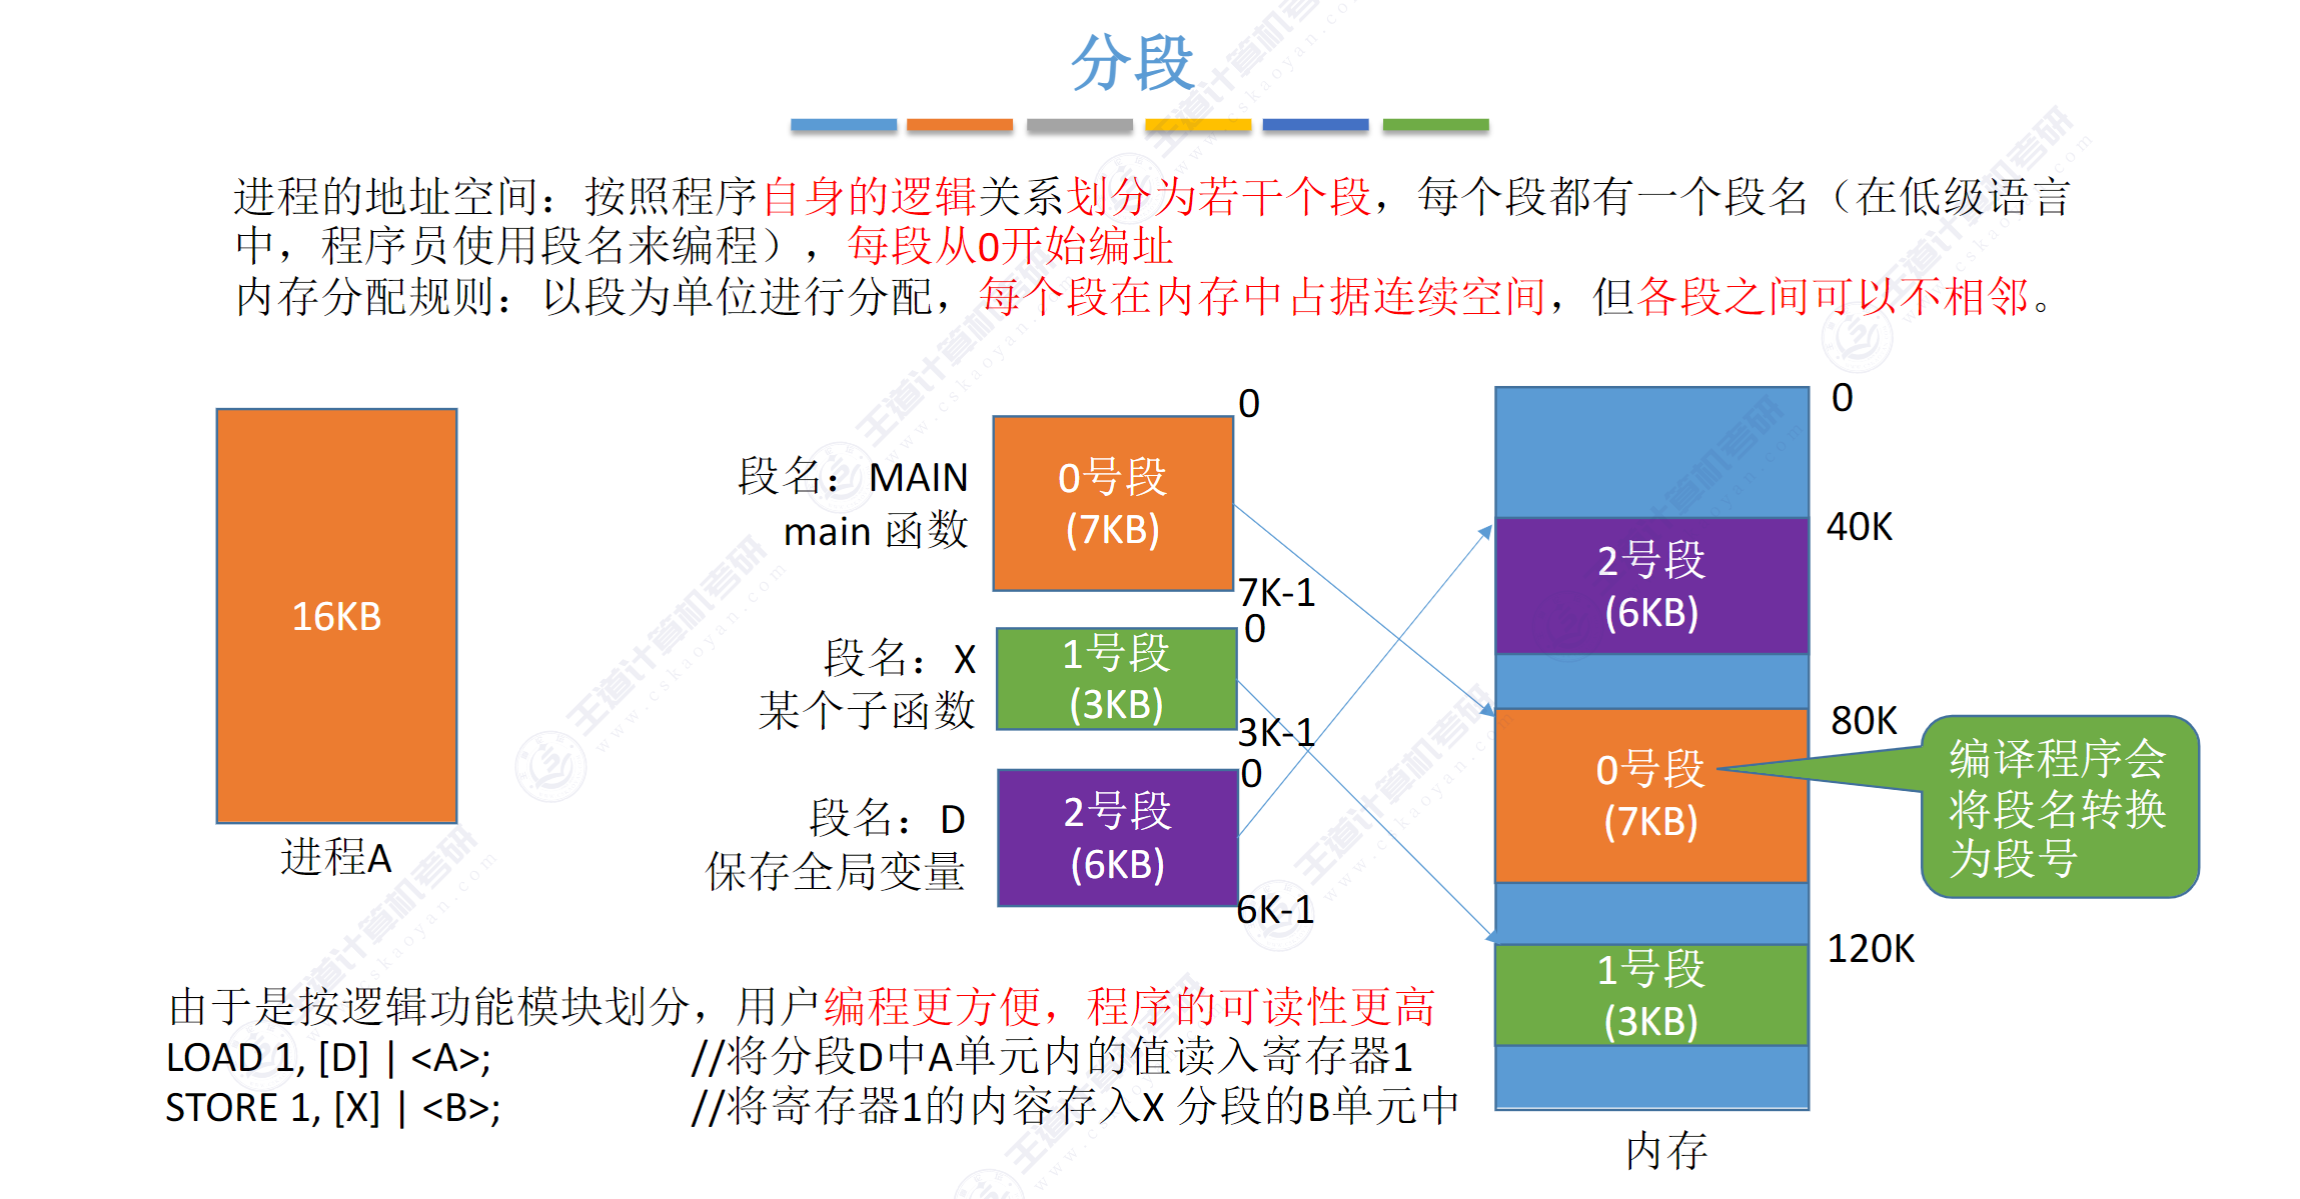 分段
进程的地址空间：按照程序自身的逻辑关系划分为若干个段，每个段都有一个段名（在低级语言
中，程序员使用段名来编程），每段从0开始编址
内存分配规则：以段为单位进行分配，每个段在内存中占据连续空间，但各段之间可以不相邻。
16KB
进程A
段名：MAIN
main 函数
0号段
(7KB)
0
7K-1
段名：X
某个子函数
1号段
(3KB)
0
3K-1
段名：D
保存全局变量
2号段
(6KB)
0
6K-1
0
40K
2号段
(6KB)
80K
0号段
(7KB)
120K
1号段
(3KB)
内存
编译程序会
将段名转换
为段号
由于是按逻辑功能模块划分，用户编程更方便，程序的可读性更高
LOAD 1, [D] | <A>; //将分段D中A单元内的值读入寄存器1
STORE 1, [X] | <B>; //将寄存器1的内容存入X 分段的B单元中
王道计算机考研
www.cskaoyan.com